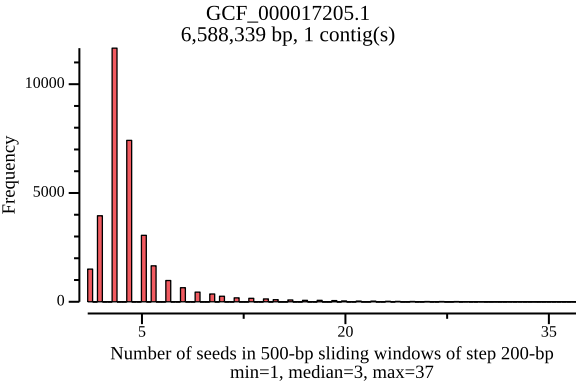 GCF_000017205.1
6,588,339 bp, 1 contig(s)
Frequency
10000
5000
0
5 20 35
Number of seeds in 500-bp sliding windows of step 200-bp
min=1, median=3, max=37